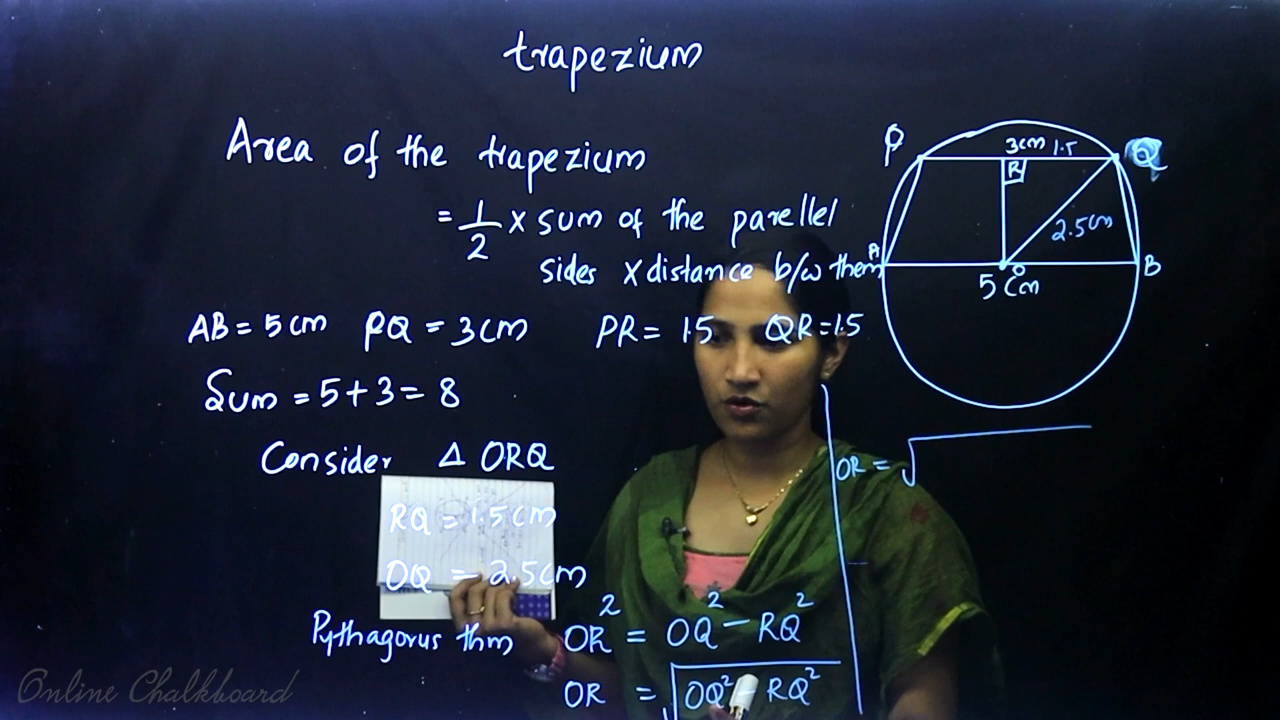 trapezium
Area of the trapezium
= 1/2 x sum of the parellel
sides x distance b/w them
AB = 5cm PQ = 3cm PR = 1.5 QR = 1.5
Sum = 5+3 = 8
Consider Δ ORQ
RQ = 1.5cm
OQ = 2.5cm
Pythagorus thm OR² = OQ² - RQ²
OR = √OQ² - RQ²
P 3cm 1.5 Q
R
2.5cm
A O B
5cm
OR = √
Online Chalkboard